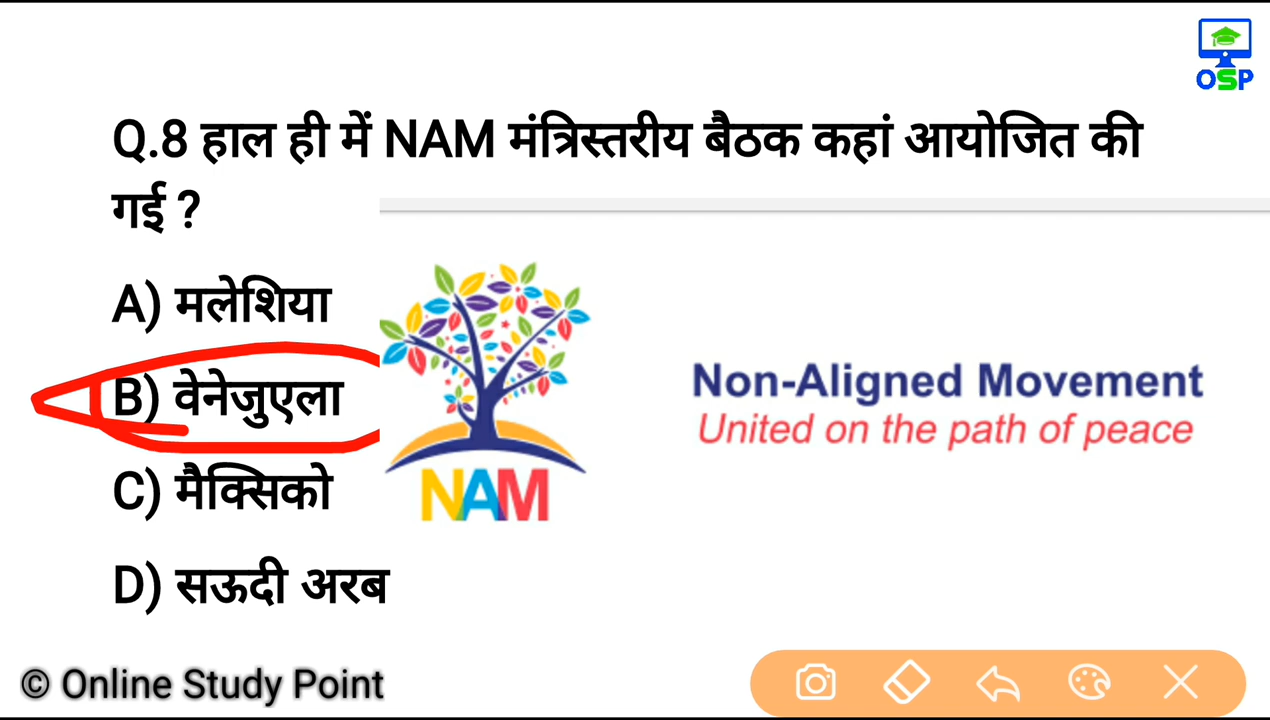 OSP
Q.8 हाल ही में NAM मंत्रिस्तरीय बैठक कहां आयोजित की
गई ?
A) मलेशिया
B) वेनेजुएला
Non-Aligned Movement
United on the path of peace
NAM
C) मैक्सिको
D) सऊदी अरब
© Online Study Point